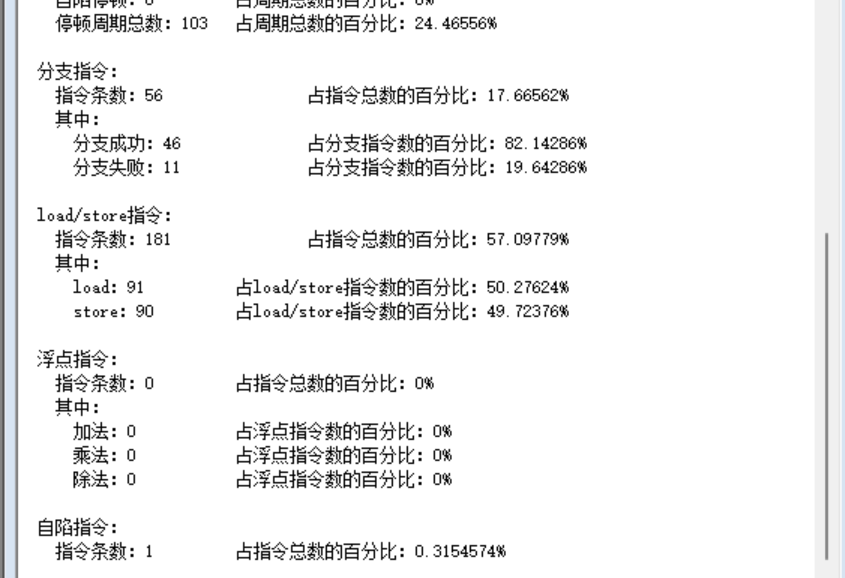 自陷停顿: 0 占周期总数的百分比: 0%
停顿周期总数: 103 占周期总数的百分比: 24.46556%
分支指令:
指令条数: 56 占指令总数的百分比: 17.66562%
其中:
分支成功: 46 占分支指令数的百分比: 82.14286%
分支失败: 11 占分支指令数的百分比: 19.64286%
load/store指令:
指令条数: 181 占指令总数的百分比: 57.09779%
其中:
load: 91 占load/store指令数的百分比: 50.27624%
store: 90 占load/store指令数的百分比: 49.72376%
浮点指令:
指令条数: 0 占指令总数的百分比: 0%
其中:
加法: 0 占浮点指令数的百分比: 0%
乘法: 0 占浮点指令数的百分比: 0%
除法: 0 占浮点指令数的百分比: 0%
自陷指令:
指令条数: 1 占指令总数的百分比: 0.3154574%